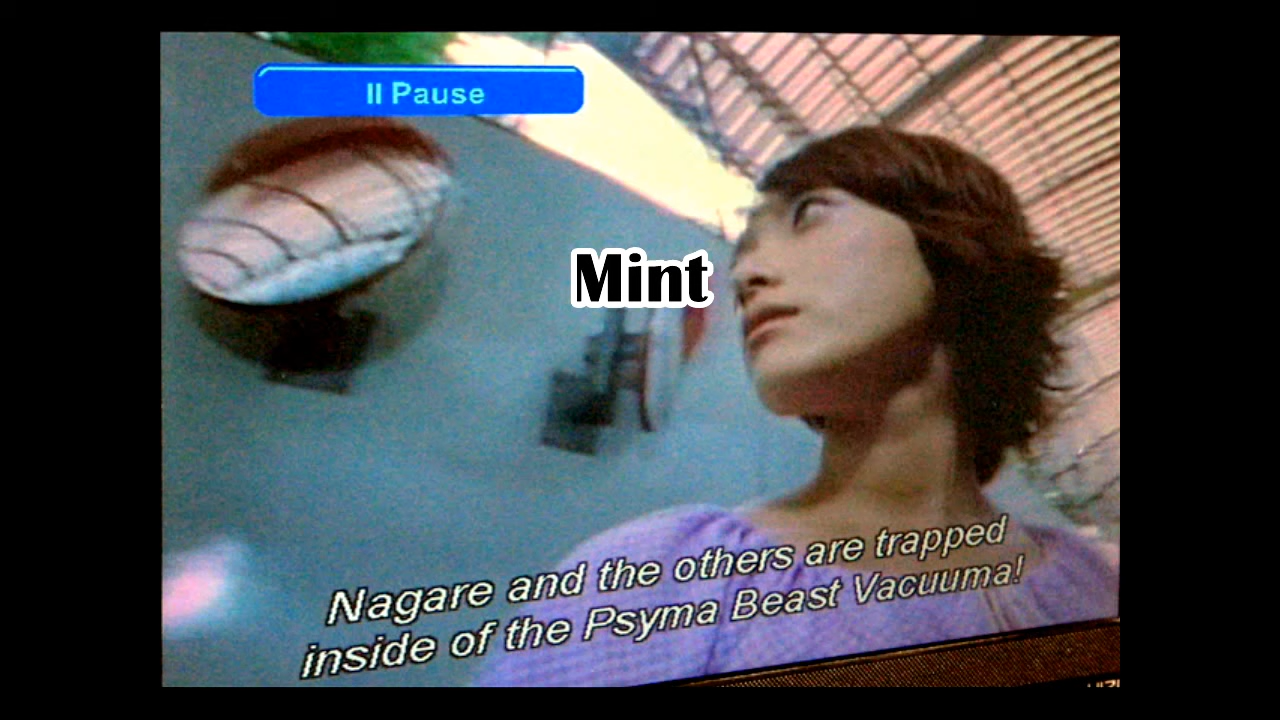 II Pause
Mint
Nagare and the others are trapped
inside of the Psyma Beast Vacuuma!